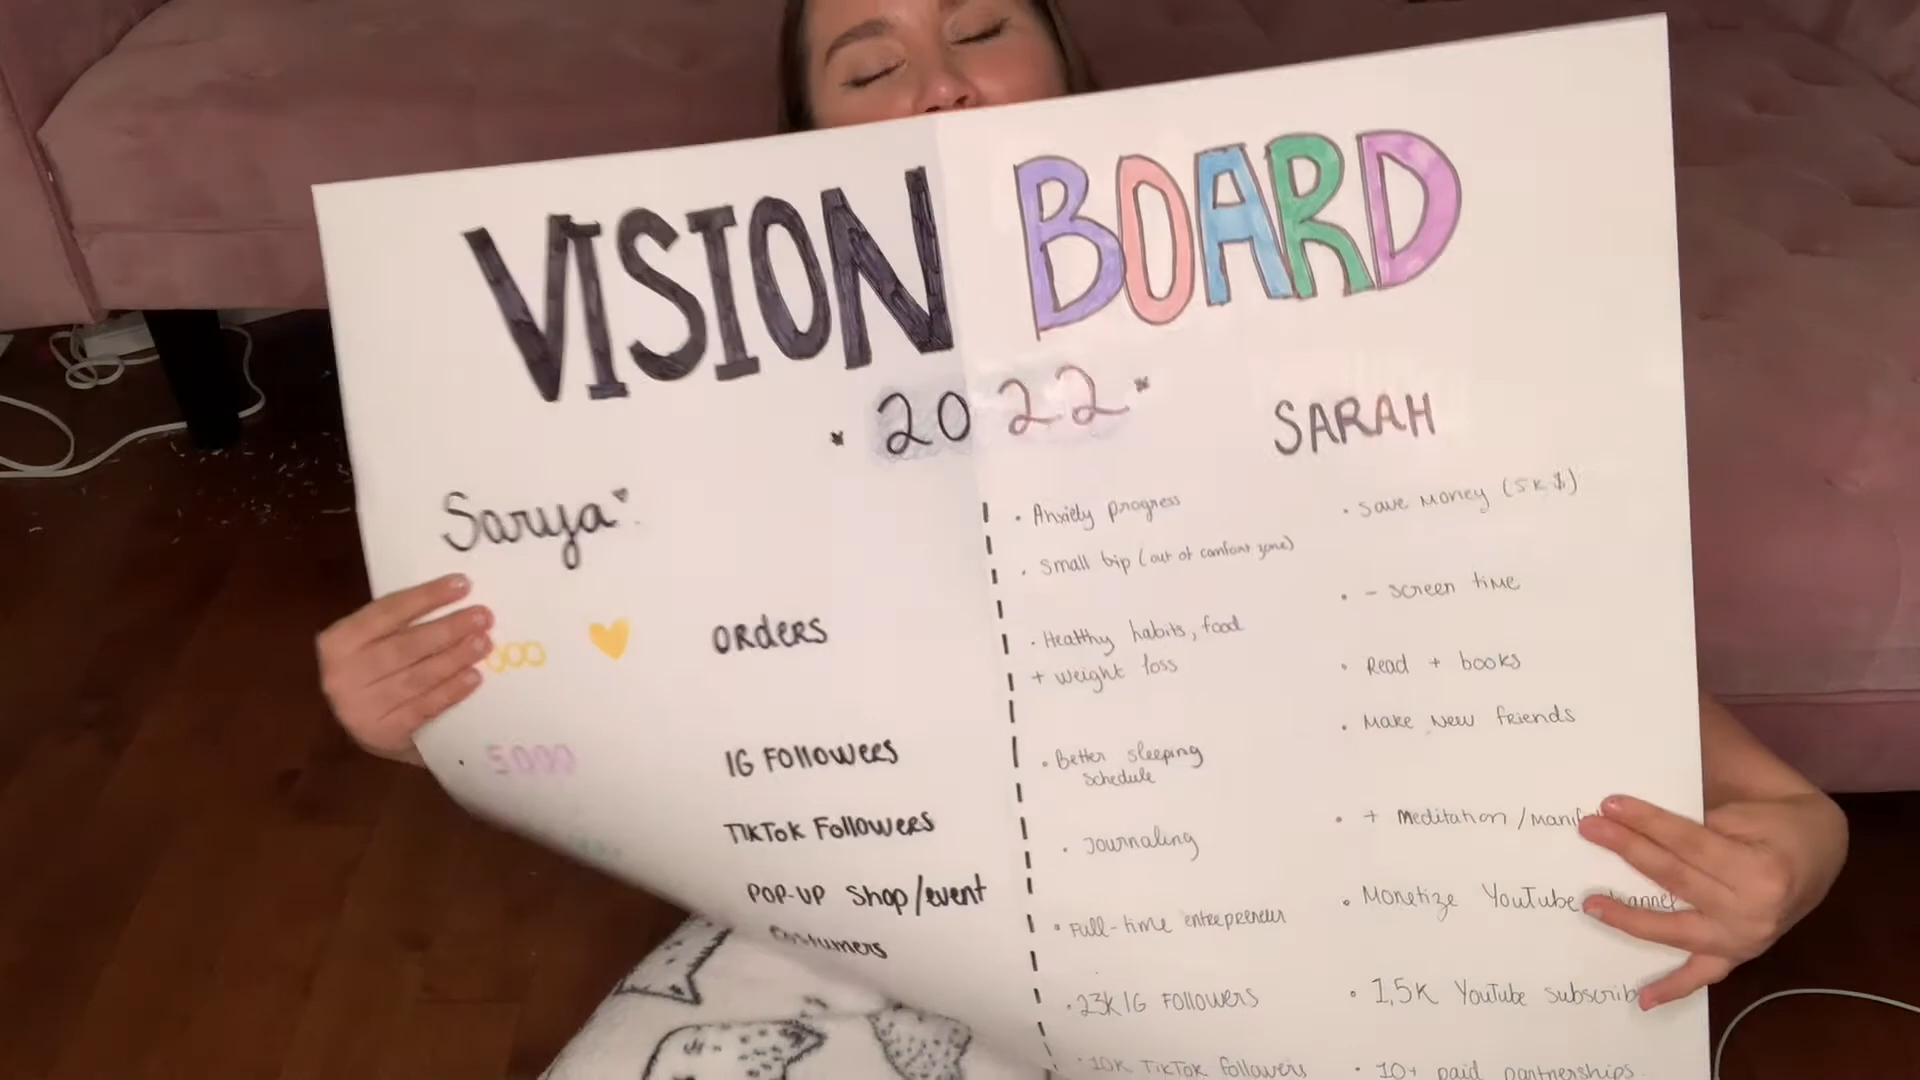 VISION BOARD
2022
Sarya
SARAH
ORders
5000 IG Followers
TikTok Followers
POP-UP Shop/event
Costumers
• Anxiety progress
• Small trip (out of comfort zone)
• Healthy habits, food
+ weight loss
• Better sleeping
schedule
• Journaling
• Full-time entrepreneur
• 23K IG Followers
• 10K TikTok followers
• Save Money (5K $)
• - screen time
• Read + books
• Make new friends
• + Meditation /
• Monetize YouTube
• 1,5K YouTube
• 10+ paid partnerships